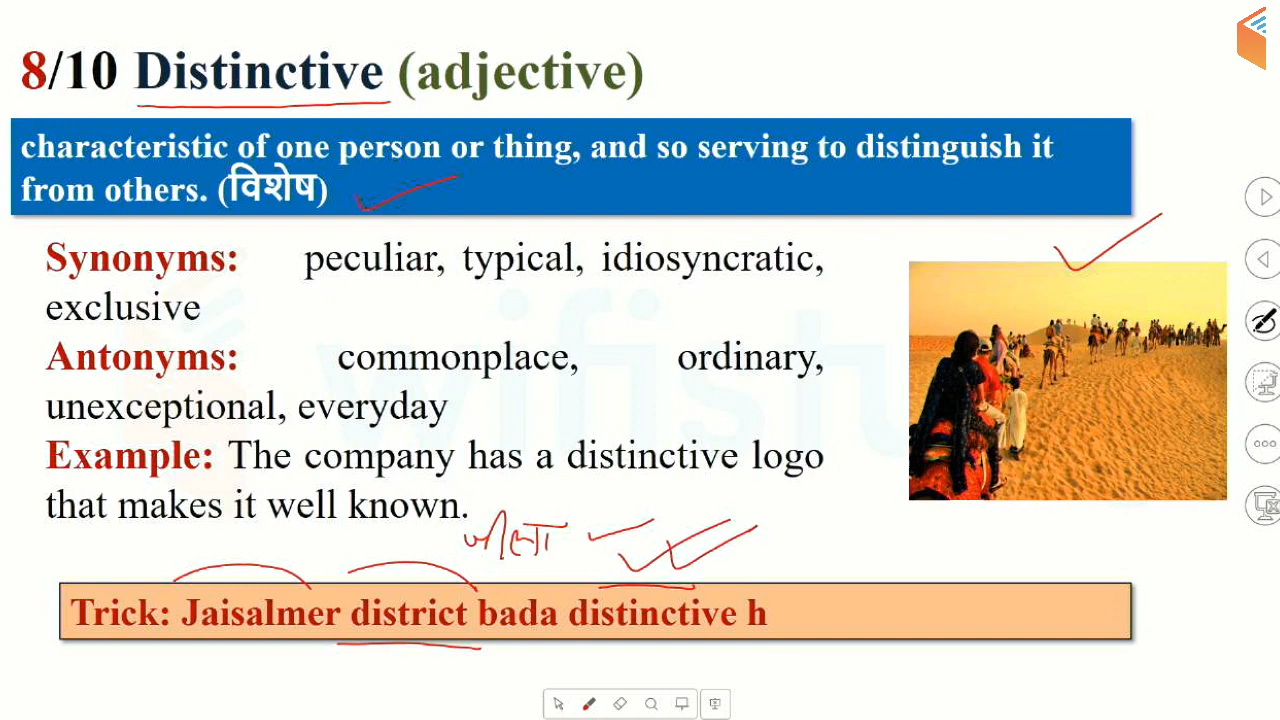 8/10 Distinctive (adjective)
characteristic of one person or thing, and so serving to distinguish it
from others. (विशेष)
Synonyms: peculiar, typical, idiosyncratic,
exclusive
Antonyms: commonplace, ordinary,
unexceptional, everyday
Example: The company has a distinctive logo
that makes it well known.
Trick: Jaisalmer district bada distinctive h